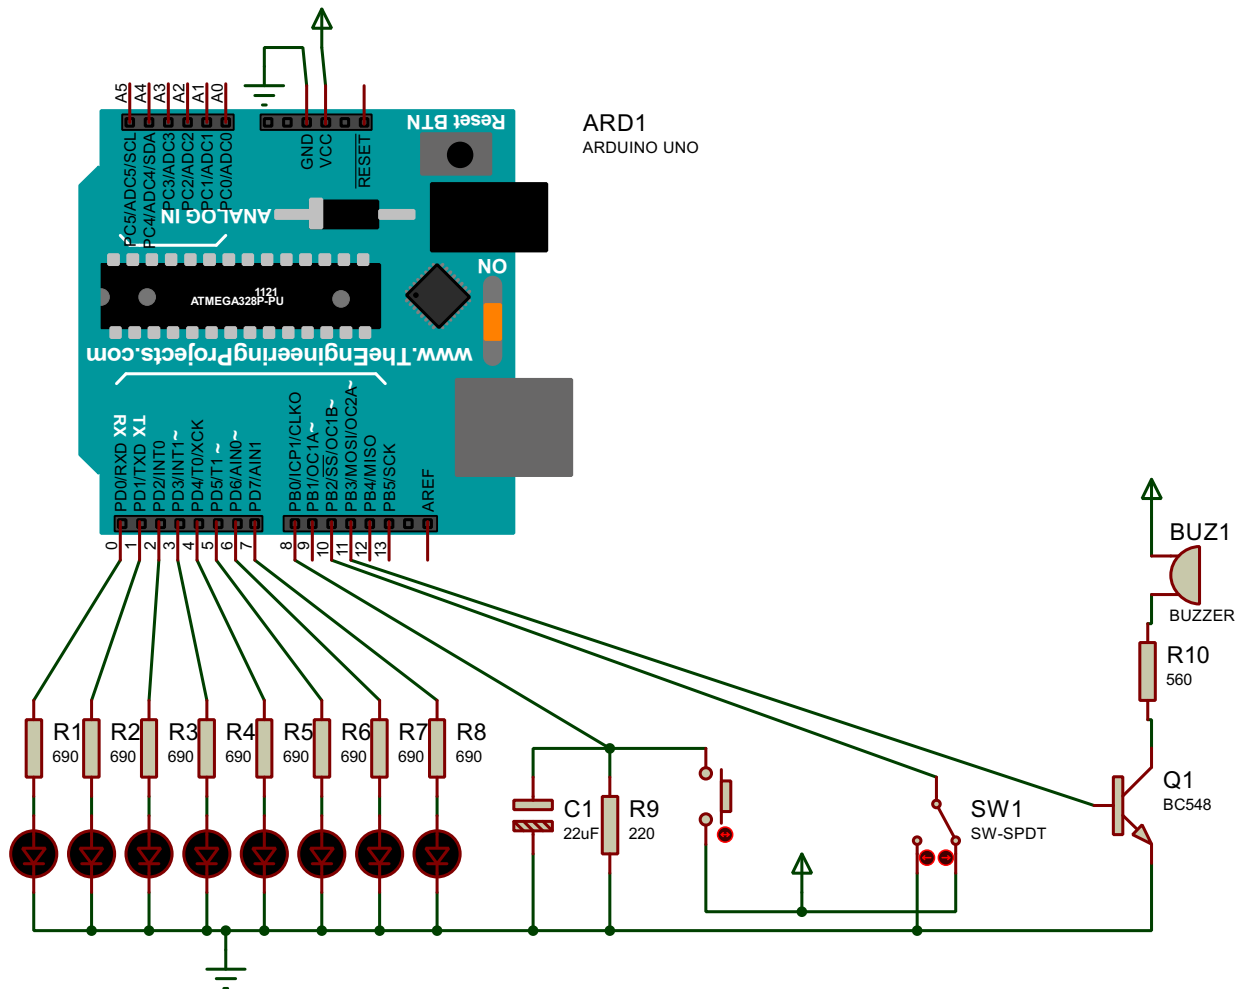 A5
A4
A3
A2
A1
A0
PC5/ADC5/SCL
PC4/ADC4/SDA
PC3/ADC3
PC2/ADC2
PC1/ADC1
PC0/ADC0
GND
VCC
RESET
Reset BTN
ARD1
ARDUINO UNO
ANALOG IN
ON
1121
ATMEGA328P-PU
www.TheEngineeringProjects.com
RX
TX
PD0/RXD
PD1/TXD
PD2/INT0
PD3/INT1~
PD4/T0/XCK
PD5/T1~
PD6/AIN0~
PD7/AIN1
PB0/ICP1/CLKO
PB1/OC1A~
PB2/SS/OC1B~
PB3/MOSI/OC2A~
PB4/MISO
PB5/SCK
AREF
0
1
2
3
4
5
6
7
8
9
10
11
12
13
BUZ1
BUZZER
R10
560
R1
690
R2
690
R3
690
R4
690
R5
690
R6
690
R7
690
R8
690
C1
22uF
R9
220
SW1
SW-SPDT
Q1
BC548